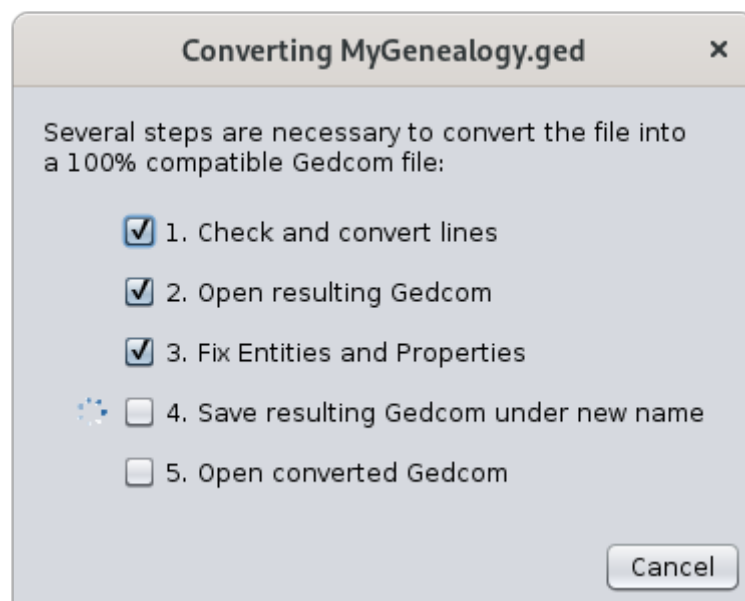 Converting MyGenealogy.ged
Several steps are necessary to convert the file into
a 100% compatible Gedcom file:
1. Check and convert lines
2. Open resulting Gedcom
3. Fix Entities and Properties
4. Save resulting Gedcom under new name
5. Open converted Gedcom
Cancel